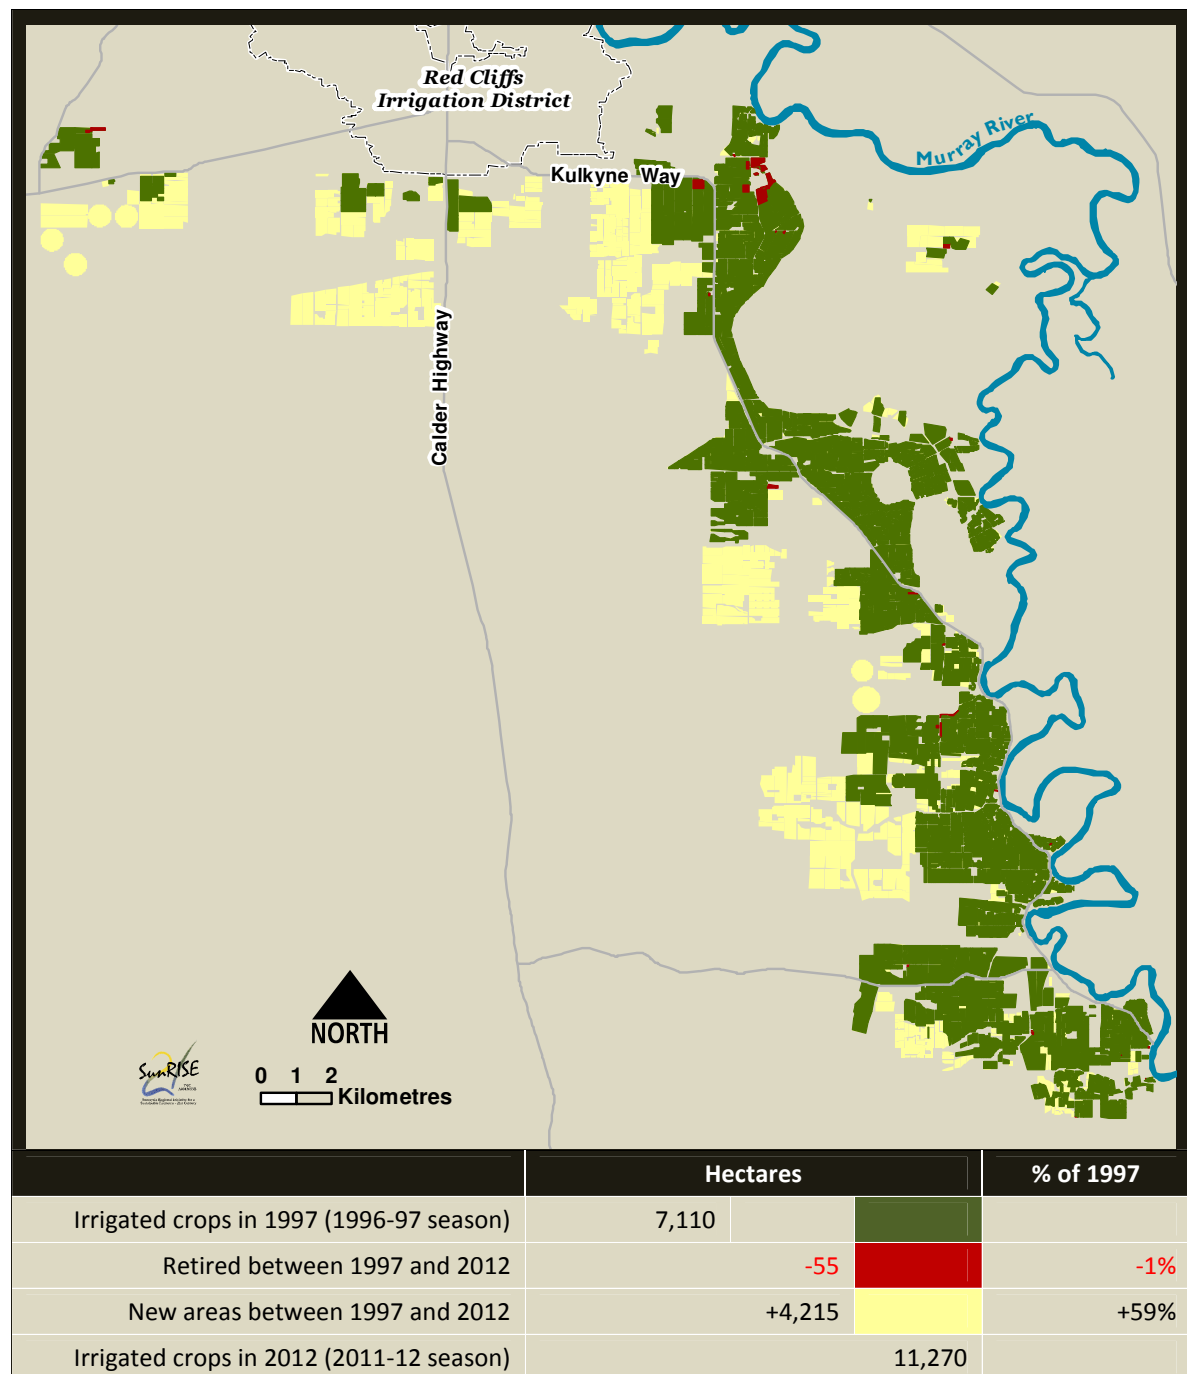 Red Cliffs
Irrigation District
Murray River
Kulkyne Way
Calder Highway
NORTH
SunRISE
0 1 2
Kilometres
Hectares % of 1997
Irrigated crops in 1997 (1996-97 season) 7,110
Retired between 1997 and 2012 -55 -1%
New areas between 1997 and 2012 +4,215 +59%
Irrigated crops in 2012 (2011-12 season) 11,270